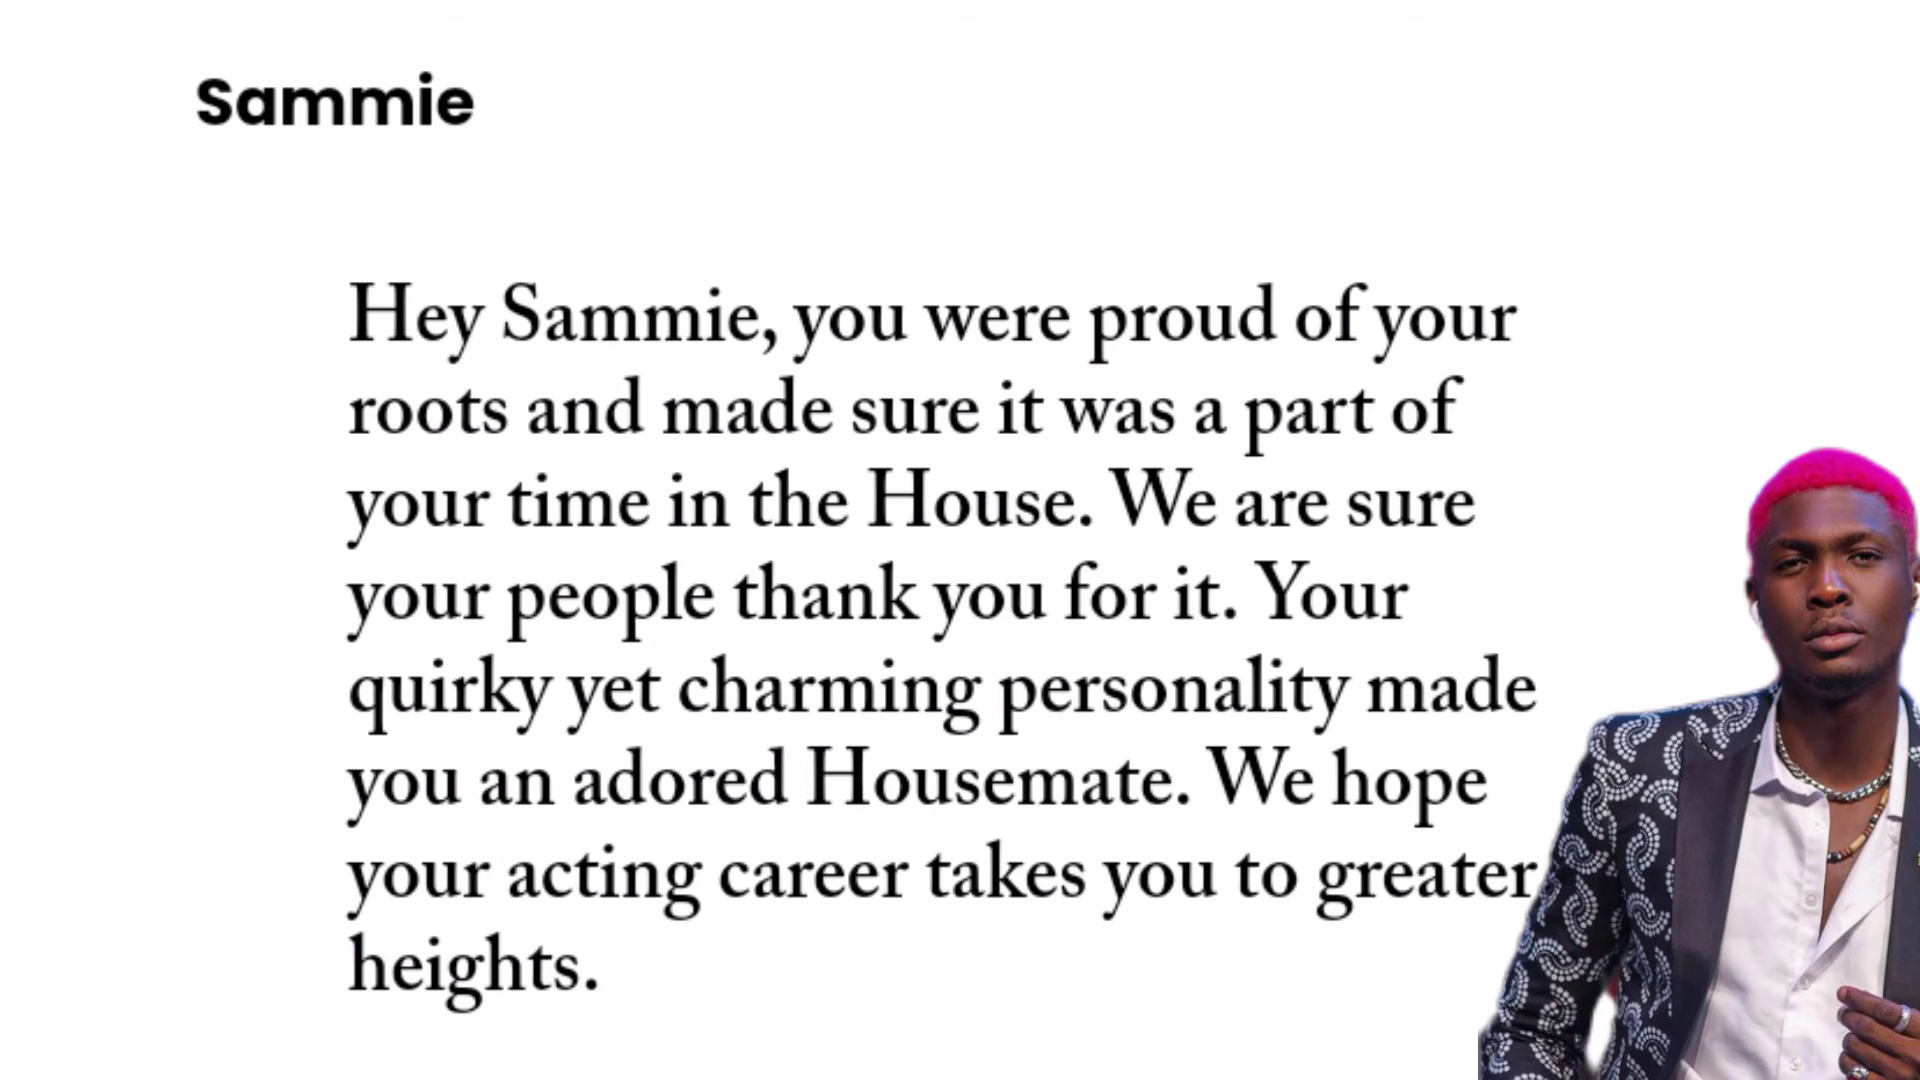 Sammie
Hey Sammie, you were proud of your
roots and made sure it was a part of
your time in the House. We are sure
your people thank you for it. Your
quirky yet charming personality made
you an adored Housemate. We hope
your acting career takes you to greater
heights.